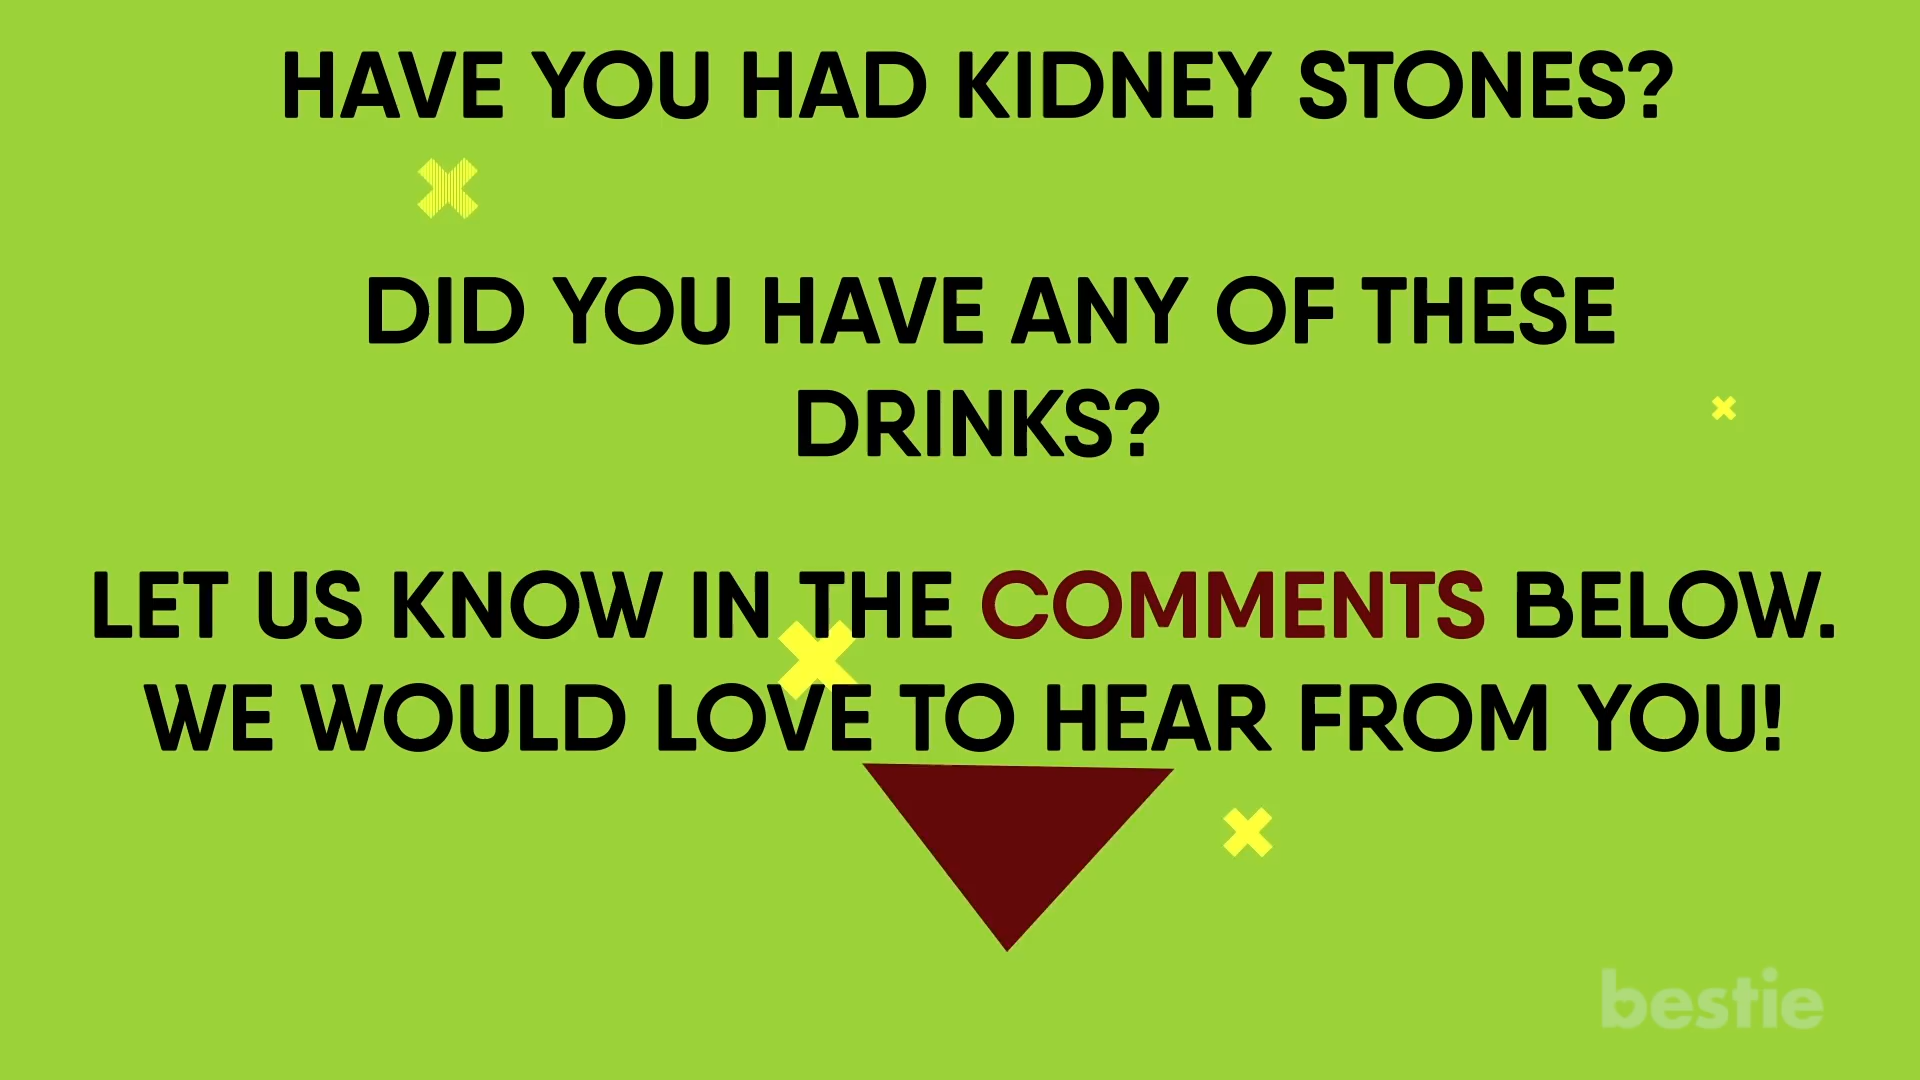 HAVE YOU HAD KIDNEY STONES?
DID YOU HAVE ANY OF THESE
DRINKS?
LET US KNOW IN THE COMMENTS BELOW.
WE WOULD LOVE TO HEAR FROM YOU!
bestie